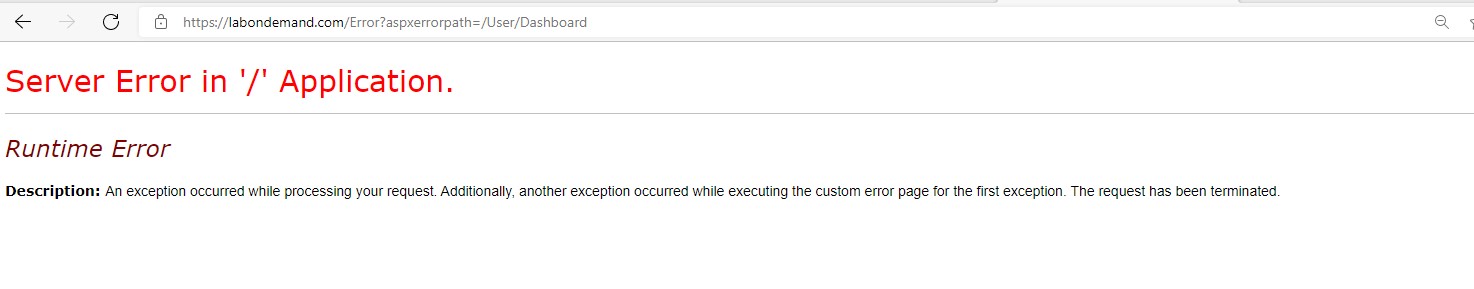 https://labondemand.com/Error?aspxerrorpath=/User/Dashboard
Server Error in '/' Application.
Runtime Error
Description: An exception occurred while processing your request. Additionally, another exception occurred while executing the custom error page for the first exception. The request has been terminated.